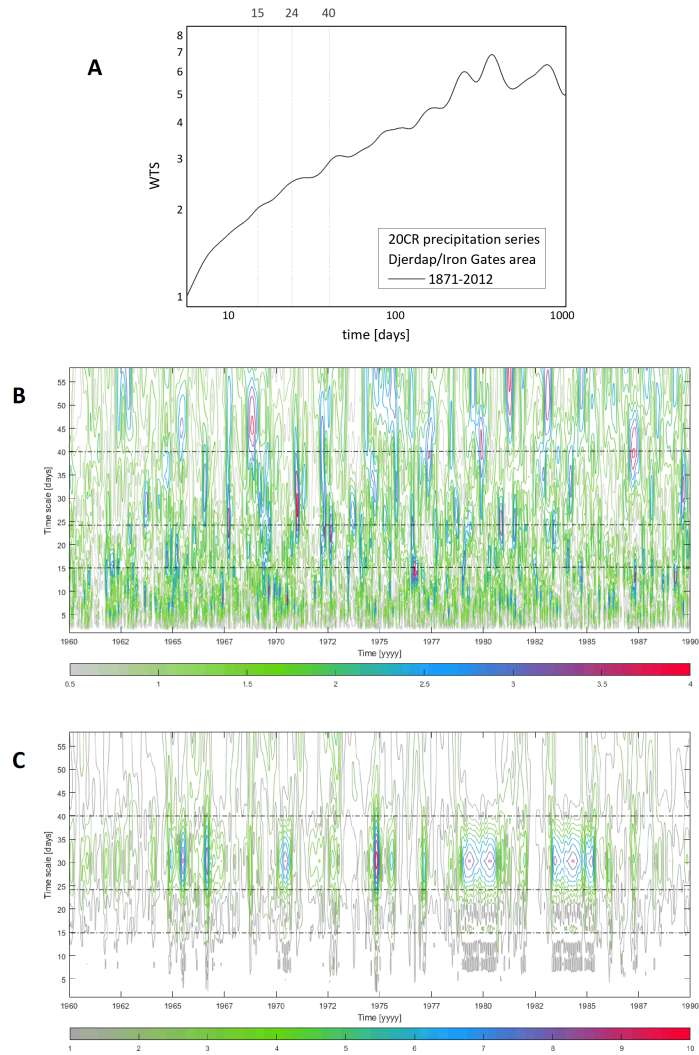 15 24 40
A
8
7
6
5
4
3
2
1
WTS
20CR precipitation series
Djerdap/Iron Gates area
1871-2012
10 100 1000
time [days]
B
55
50
45
40
35
30
25
20
15
10
5
Time scale [days]
1960 1962 1965 1967 1970 1972 1975 1977 1980 1982 1985 1987 1990
Time [yyyy]
0.5 1 1.5 2 2.5 3 3.5 4
C
55
50
45
40
35
30
25
20
15
10
5
Time scale [days]
1960 1962 1965 1967 1970 1972 1975 1977 1980 1982 1985 1987 1990
Time [yyyy]
1 2 3 4 5 6 7 8 9 10